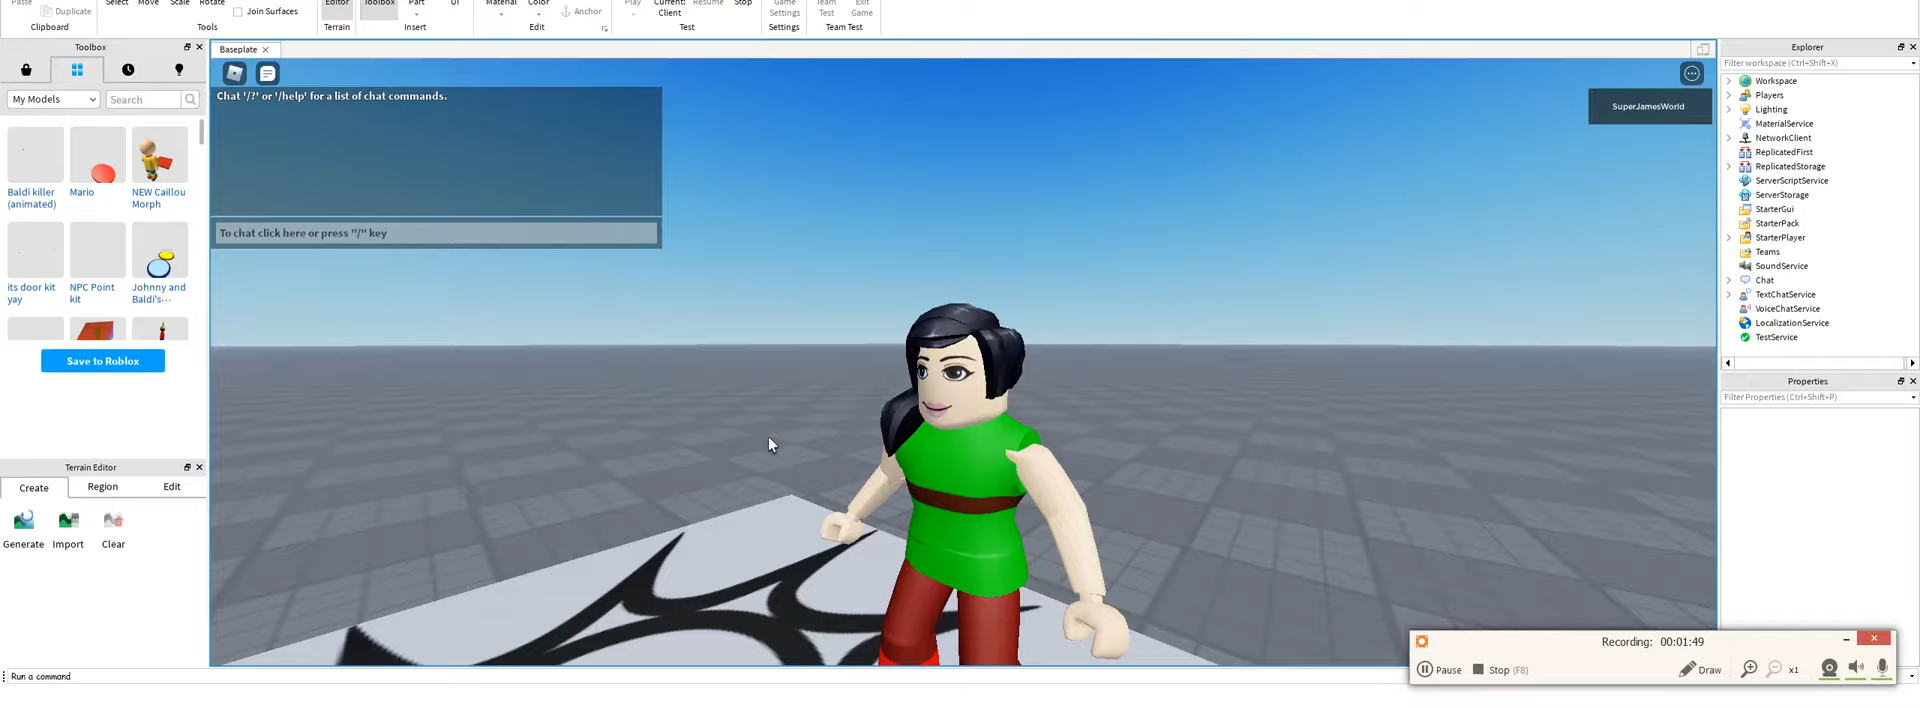 Paste Select Move Scale Rotate Editor Toolbox Part UI Material Color Play Current: Resume Stop Game Team Exit
Duplicate Join Surfaces Anchor Client Settings Test Game
Clipboard Tools Terrain Insert Edit Test Settings Team Test
Toolbox
My Models Search
Baldi killer (animated)
Mario
NEW Caillou Morph
its door kit yay
NPC Point kit
Johnny and Baldi's...
Save to Roblox
Terrain Editor
Create Region Edit
Generate Import Clear
Baseplate
Chat '/?' or '/help' for a list of chat commands.
To chat click here or press "/" key
SuperJamesWorld
Explorer
Filter workspace (Ctrl+Shift+X)
Workspace
Players
Lighting
MaterialService
NetworkClient
ReplicatedFirst
ReplicatedStorage
ServerScriptService
ServerStorage
StarterGui
StarterPack
StarterPlayer
Teams
SoundService
Chat
TextChatService
VoiceChatService
LocalizationService
TestService
Properties
Filter Properties (Ctrl+Shift+P)
Recording: 00:01:49
Pause Stop (F8) Draw x1
Run a command